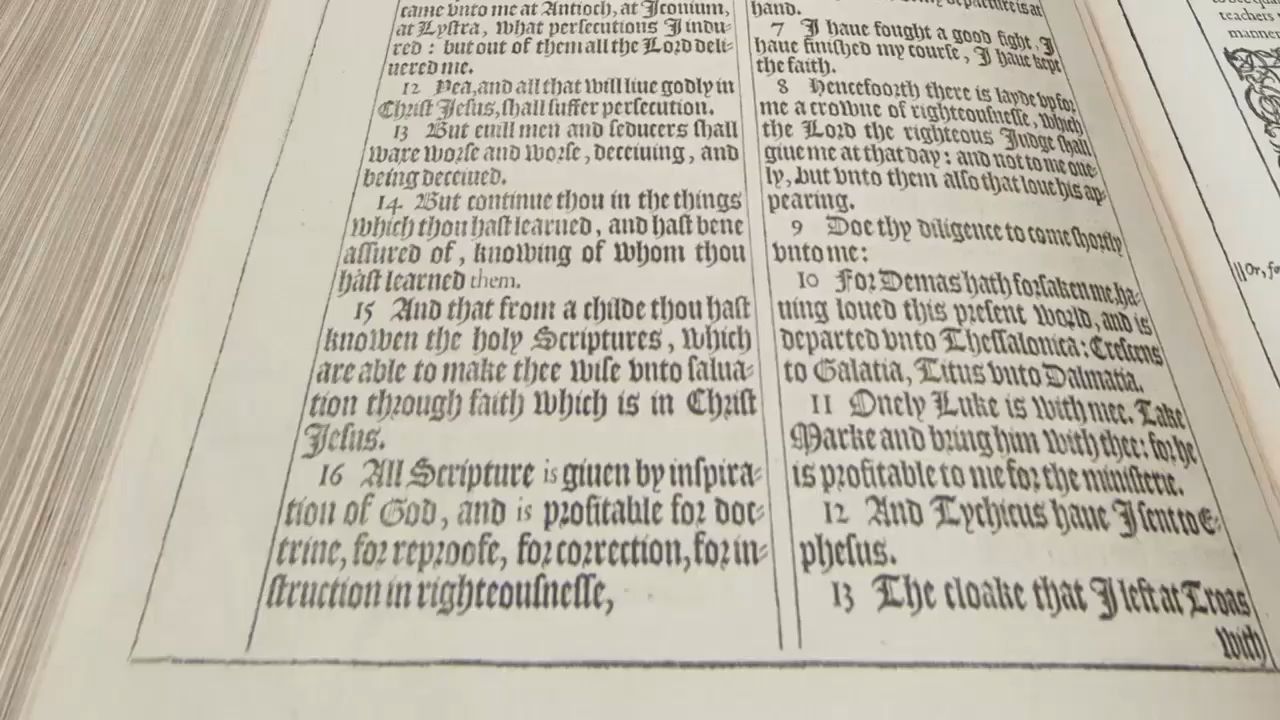 came vnto me at Antioch, at Iconium,
at Lystra, what persecutions I indu-
red : but out of them all the Lord deli-
uered me.
12 Yea, and all that will liue godly in
Christ Iesus, shall suffer persecution.
13 But euill men and seducers shall
waxe worse and worse, deceiuing, and
being deceiued.
14 But continue thou in the things
which thou hast learned, and hast bene
assured of, knowing of whom thou
hast learned them.
15 And that from a childe thou hast
knowen the holy Scriptures, which
are able to make thee wise vnto salua-
tion through faith which is in Christ
Iesus.
16 All Scripture is giuen by inspira-
tion of God, and is profitable for doc-
trine, for reproofe, for correction, for in-
struction in righteousnesse,
departure is at
hand.
7 I haue fought a good fight, I
haue finished my course, I haue kept
the faith.
8 Hencefoorth there is layde vp for
me a crowne of righteousnesse, which
the Lord the righteous Iudge shall
giue me at that day : and not to me one-
ly, but vnto them also that loue his ap-
pearing.
9 Doe thy diligence to come shortly
vnto me :
10 For Demas hath forsaken me, ha-
uing loued this present world, and is
departed vnto Thessalonica : Crescens
to Galatia, Titus vnto Dalmatia.
11 Onely Luke is with mee. Take
Marke and bring him with thee : for he
is profitable to me for the ministerie.
12 And Tychicus haue I sent to E-
phesus.
13 The cloake that I left at Troas
with
teachers
manner
||Or, fo